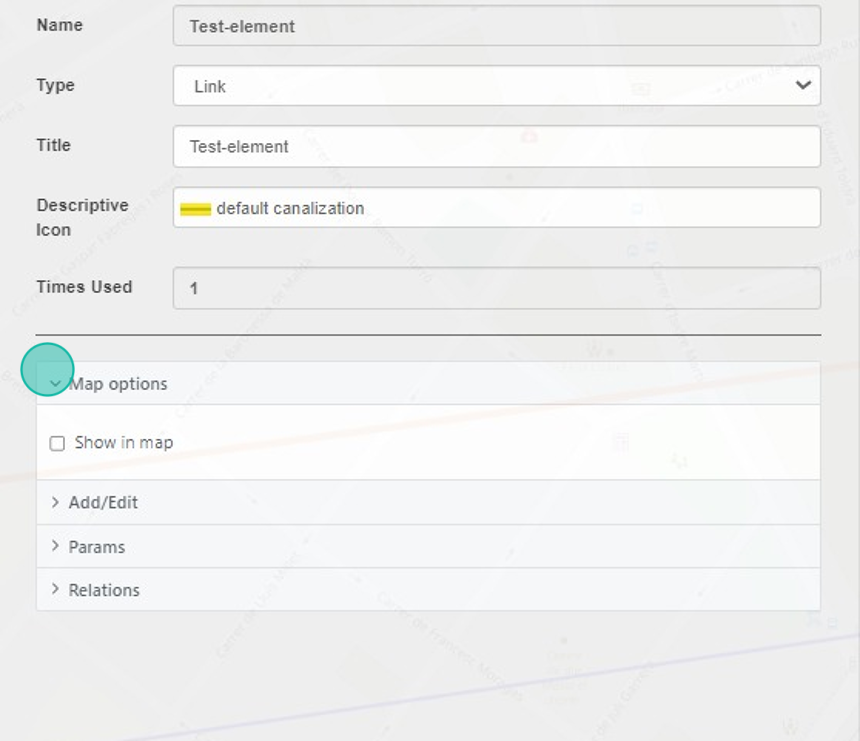 Name
Test-element
Type
Link
Title
Test-element
Descriptive
Icon
default canalization
Times Used
1
Map options
Show in map
Add/Edit
Params
Relations